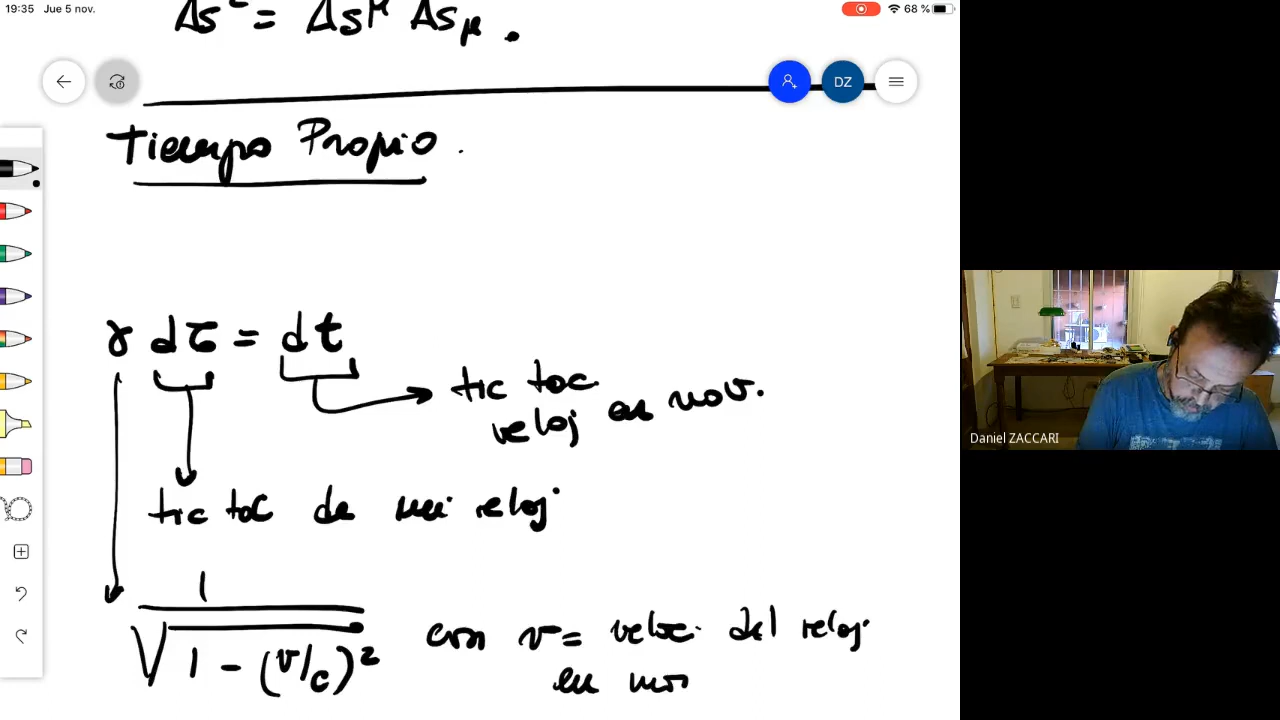 19:35 Jue 5 nov.
68 %
Δs² = Δs^μ Δs_μ .
DZ
Tiempo Propio .
γ dτ = dt
tic toc
reloj en mov.
tic toc de mi reloj
1
√1 - (v/c)²
con v = veloc. del reloj
en mov
Daniel ZACCARI